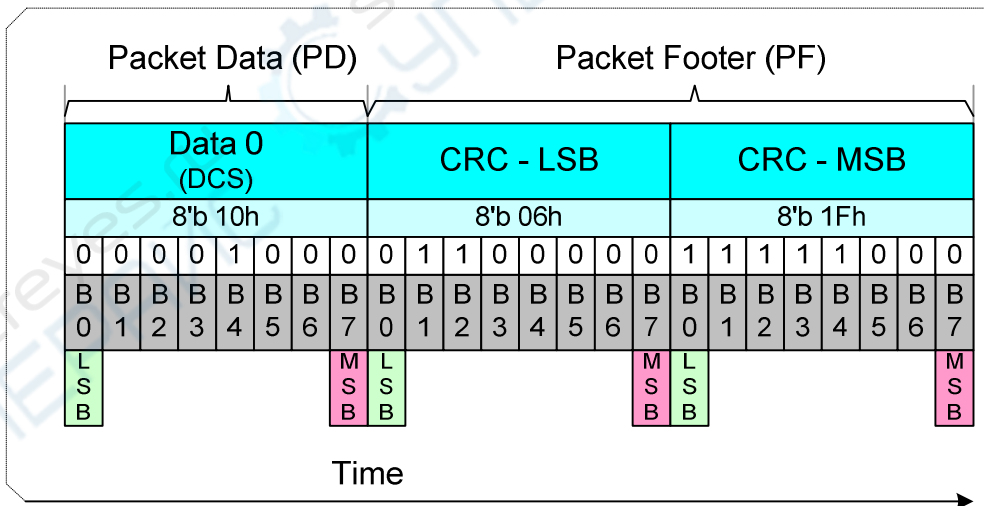 Packet Data (PD) Packet Footer (PF)
Data 0 CRC - LSB CRC - MSB
(DCS)
8'b 10h 8'b 06h 8'b 1Fh
0 0 0 0 1 0 0 0 0 1 1 0 0 0 0 0 1 1 1 1 1 0 0 0
B B B B B B B B B B B B B B B B B B B B B B B B
0 1 2 3 4 5 6 7 0 1 2 3 4 5 6 7 0 1 2 3 4 5 6 7
L M L M L M
S S S S S S
B B B B B B
Time